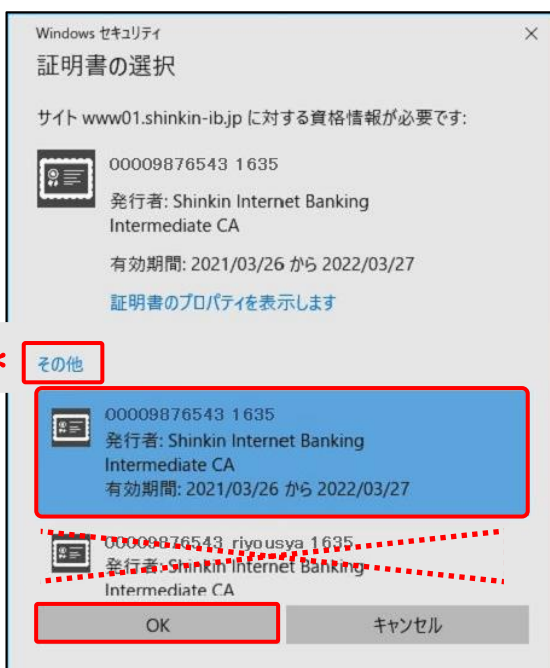 Windows セキュリティ
証明書の選択
サイト www01.shinkin-ib.jp に対する資格情報が必要です:
00009876543 1635
発行者: Shinkin Internet Banking
Intermediate CA
有効期間: 2021/03/26 から 2022/03/27
証明書のプロパティを表示します
その他
00009876543 1635
発行者: Shinkin Internet Banking
Intermediate CA
有効期間: 2021/03/26 から 2022/03/27
00009876543 riyousya 1635
発行者: Shinkin Internet Banking
Intermediate CA
OK
キャンセル